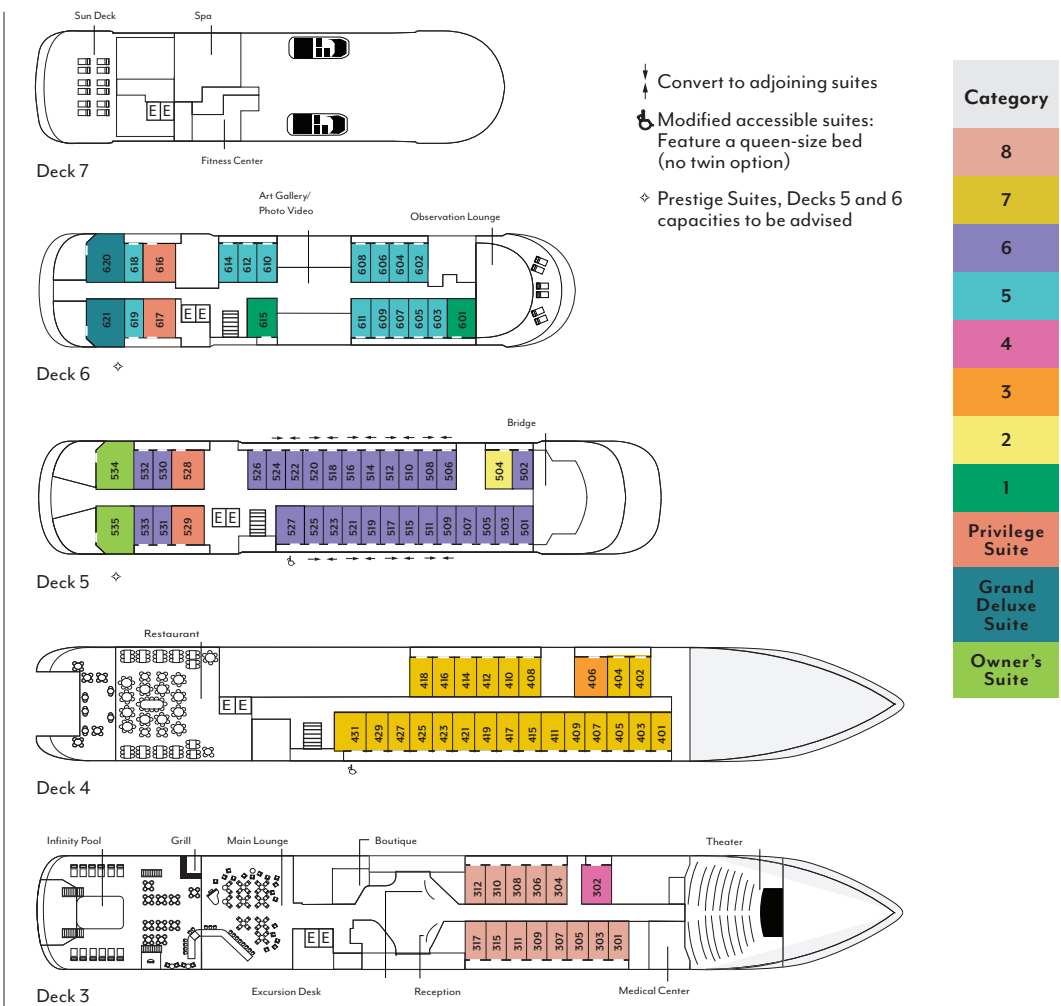 Sun Deck
Spa
E E
Fitness Center
Deck 7
Convert to adjoining suites
Modified accessible suites:
Feature a queen-size bed
(no twin option)
Prestige Suites, Decks 5 and 6
capacities to be advised
Category
8
7
6
5
4
3
2
1
Privilege
Suite
Grand
Deluxe
Suite
Owner's
Suite
Art Gallery/
Photo Video
Observation Lounge
620 618 616 614 612 610 608 606 604 602
E E
621 619 617 615 611 609 607 605 603 601
Deck 6
Bridge
534 532 530 528 526 524 522 520 518 516 514 512 510 508 506 504 502
E E
535 533 531 529 527 525 523 521 519 517 515 511 509 507 505 503 501
Deck 5
Restaurant
418 416 414 412 410 408 406 404 402
E E
431 429 427 425 423 421 419 417 415 411 409 407 405 403 401
Deck 4
Infinity Pool
Grill
Main Lounge
Boutique
Theater
312 310 308 306 304 302
E E
317 315 311 309 307 305 303 301
Excursion Desk
Reception
Medical Center
Deck 3